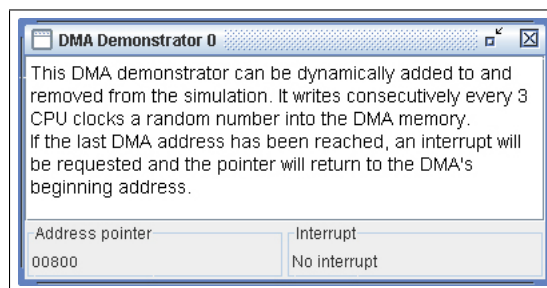 DMA Demonstrator 0
This DMA demonstrator can be dynamically added to and
removed from the simulation. It writes consecutively every 3
CPU clocks a random number into the DMA memory.
If the last DMA address has been reached, an interrupt will
be requested and the pointer will return to the DMA's
beginning address.
Address pointer Interrupt
00800 No interrupt